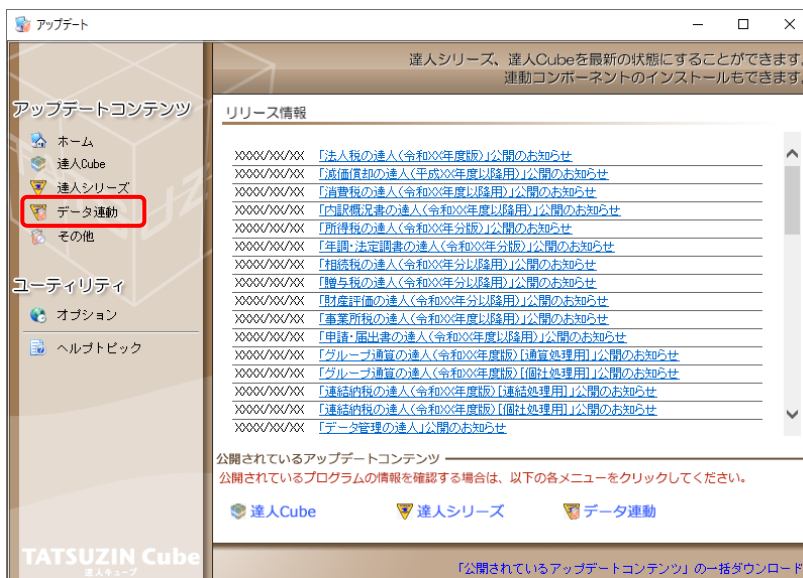 アップデート
達人シリーズ、達人Cubeを最新の状態にすることができます。
連動コンポーネントのインストールもできます。
アップデートコンテンツ
ホーム
達人Cube
達人シリーズ
データ連動
その他
ユーティリティ
オプション
ヘルプトピック
リリース情報
XXXX/XX/XX 「法人税の達人(令和XX年度版)」公開のお知らせ
XXXX/XX/XX 「減価償却の達人(平成XX年度以降用)」公開のお知らせ
XXXX/XX/XX 「消費税の達人(令和XX年度以降用)」公開のお知らせ
XXXX/XX/XX 「内訳概況書の達人(令和XX年度以降用)」公開のお知らせ
XXXX/XX/XX 「所得税の達人(令和XX年分版)」公開のお知らせ
XXXX/XX/XX 「年調・法定調書の達人(令和XX年分版)」公開のお知らせ
XXXX/XX/XX 「相続税の達人(令和XX年分以降用)」公開のお知らせ
XXXX/XX/XX 「贈与税の達人(令和XX年分以降用)」公開のお知らせ
XXXX/XX/XX 「財産評価の達人(令和XX年分以降用)」公開のお知らせ
XXXX/XX/XX 「事業所税の達人(令和XX年度以降用)」公開のお知らせ
XXXX/XX/XX 「申請・届出書の達人(令和XX年度以降用)」公開のお知らせ
XXXX/XX/XX 「グループ通算の達人(令和XX年度版)[通算処理用]」公開のお知らせ
XXXX/XX/XX 「グループ通算の達人(令和XX年度版)[個社処理用]」公開のお知らせ
XXXX/XX/XX 「連結納税の達人(令和XX年度版)[連結処理用]」公開のお知らせ
XXXX/XX/XX 「連結納税の達人(令和XX年度版)[個社処理用]」公開のお知らせ
XXXX/XX/XX 「データ管理の達人」公開のお知らせ
公開されているアップデートコンテンツ
公開されているプログラムの情報を確認する場合は、以下の各メニューをクリックしてください。
達人Cube 達人シリーズ データ連動
TATSUZIN Cube
達人キューブ
「公開されているアップデートコンテンツ」の一括ダウンロード